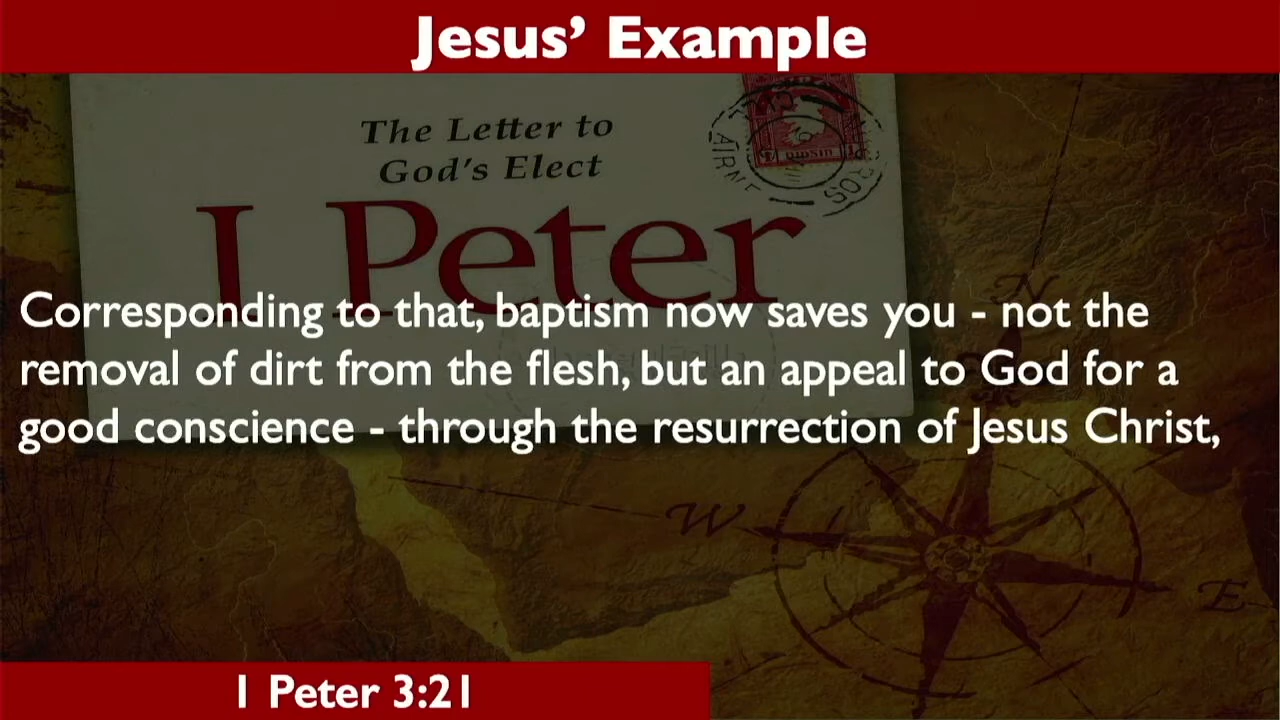 Jesus’ Example
The Letter to
God's Elect
I Peter
Corresponding to that, baptism now saves you - not the
removal of dirt from the flesh, but an appeal to God for a
good conscience - through the resurrection of Jesus Christ,
N
W
E
1 Peter 3:21